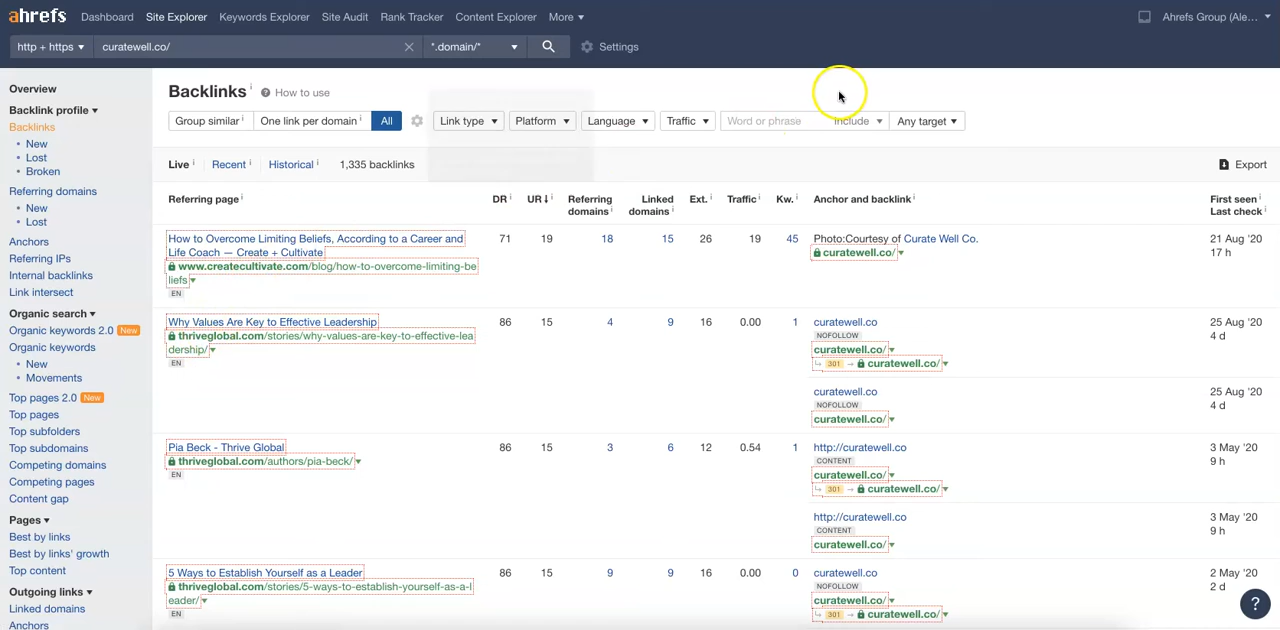 ahrefs Dashboard Site Explorer Keywords Explorer Site Audit Rank Tracker Content Explorer More Ahrefs Group (Ale...
http + https curatewell.co/ *.domain/* Settings
Overview
Backlink profile
Backlinks
New
Lost
Broken
Referring domains
New
Lost
Anchors
Referring IPs
Internal backlinks
Link intersect
Organic search
Organic keywords 2.0 New
Organic keywords
New
Movements
Top pages 2.0 New
Top pages
Top subfolders
Top subdomains
Competing domains
Competing pages
Content gap
Pages
Best by links
Best by links' growth
Top content
Outgoing links
Linked domains
Anchors
Backlinks i ? How to use
Group similar i One link per domain i All Link type Platform Language Traffic Word or phrase Include Any target
Live i Recent i Historical i 1,335 backlinks Export
Referring page i DR i UR i Referring domains i Linked domains i Ext. i Traffic i Kw. i Anchor and backlink i First seen i
Last check i
How to Overcome Limiting Beliefs, According to a Career and 71 19 18 15 26 19 45 Photo:Courtesy of Curate Well Co. 21 Aug '20
Life Coach — Create + Cultivate curatewell.co/ 17 h
www.createcultivate.com/blog/how-to-overcome-limiting-be
liefs
EN
Why Values Are Key to Effective Leadership 86 15 4 9 16 0.00 1 curatewell.co 25 Aug '20
thriveglobal.com/stories/why-values-are-key-to-effective-lea NOFOLLOW 4 d
dership/ curatewell.co/
EN 301 → curatewell.co/
curatewell.co 25 Aug '20
NOFOLLOW 4 d
curatewell.co/
Pia Beck - Thrive Global 86 15 3 6 12 0.54 1 http://curatewell.co 3 May '20
thriveglobal.com/authors/pia-beck/ CONTENT 9 h
EN curatewell.co/
301 → curatewell.co/
http://curatewell.co 3 May '20
CONTENT 9 h
curatewell.co/
5 Ways to Establish Yourself as a Leader 86 15 9 9 16 0.00 0 curatewell.co 2 May '20
thriveglobal.com/stories/5-ways-to-establish-yourself-as-a-l NOFOLLOW 2 d
eader/ curatewell.co/
EN 301 → curatewell.co/
?